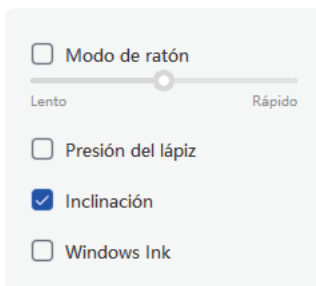 Modo de ratón
Lento Rápido
Presión del lápiz
Inclinación
Windows Ink